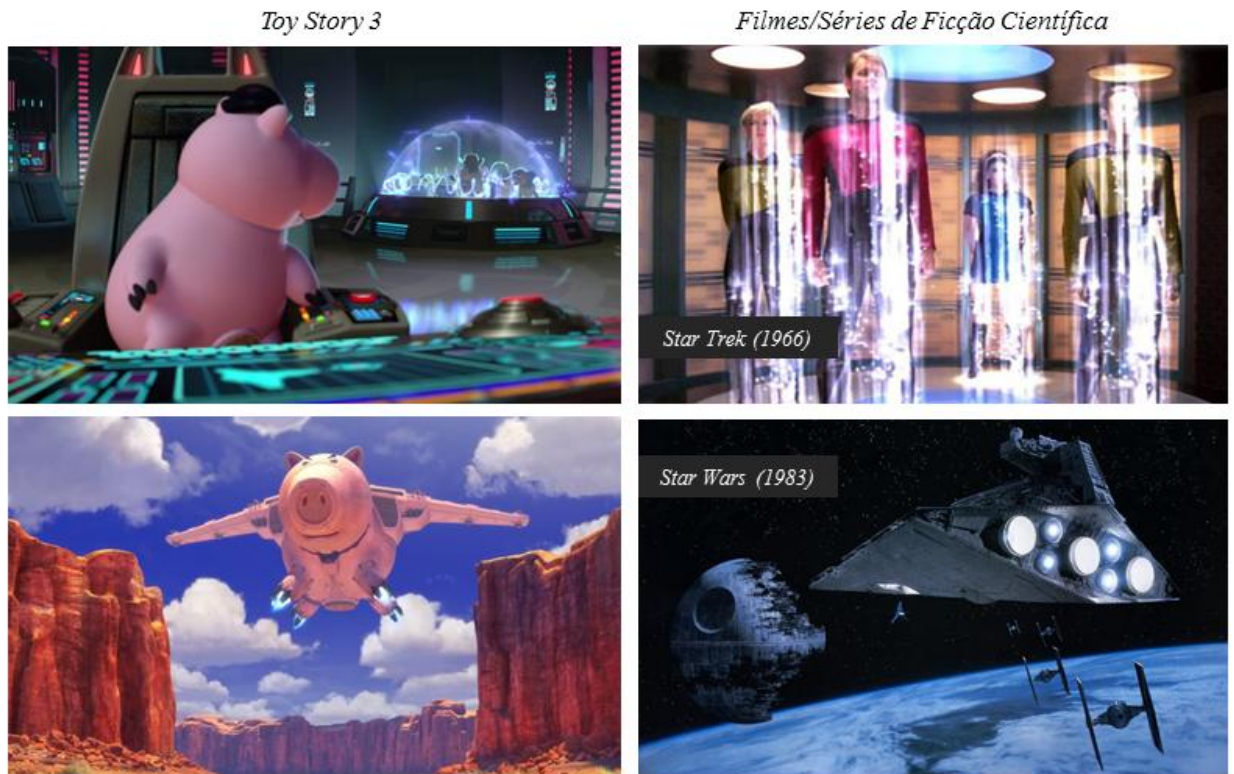 Toy Story 3
Filmes/Séries de Ficção Científica
Star Trek (1966)
Star Wars (1983)